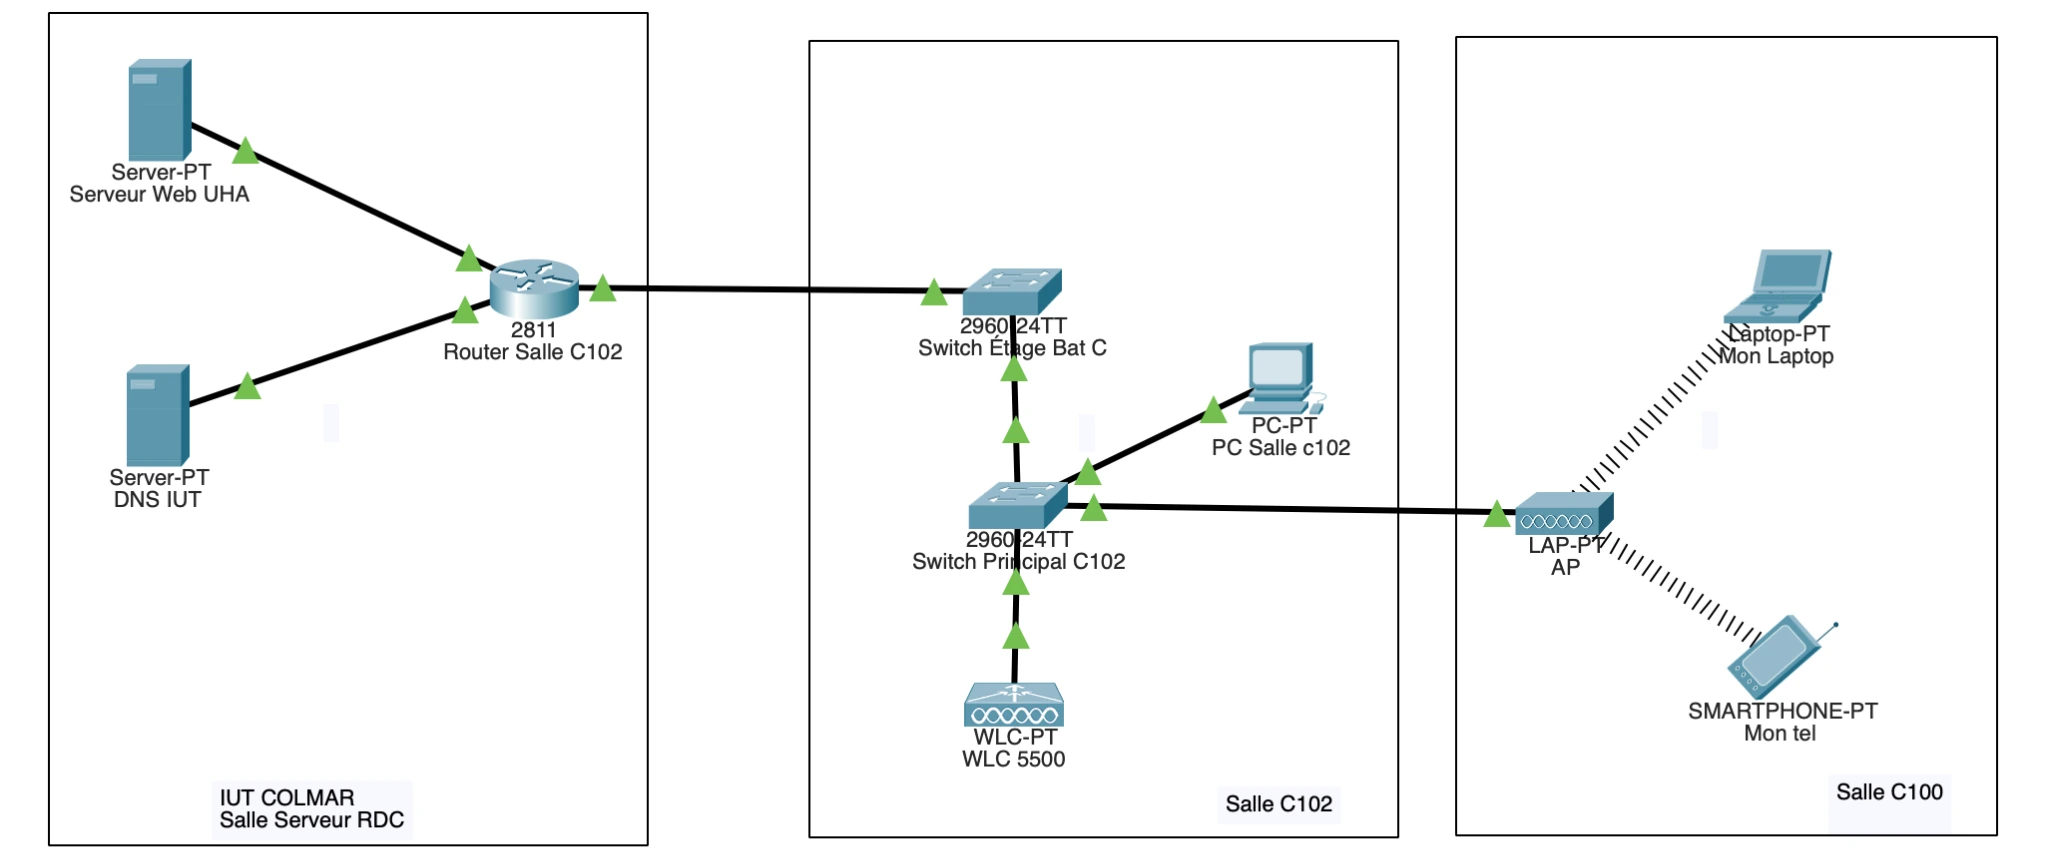 Server-PT
Serveur Web UHA
2811
Router Salle C102
Server-PT
DNS IUT
IUT COLMAR
Salle Serveur RDC
2960-24TT
Switch Étage Bat C
PC-PT
PC Salle c102
2960-24TT
Switch Principal C102
WLC-PT
WLC 5500
Salle C102
Laptop-PT
Mon Laptop
LAP-PT
AP
SMARTPHONE-PT
Mon tel
Salle C100